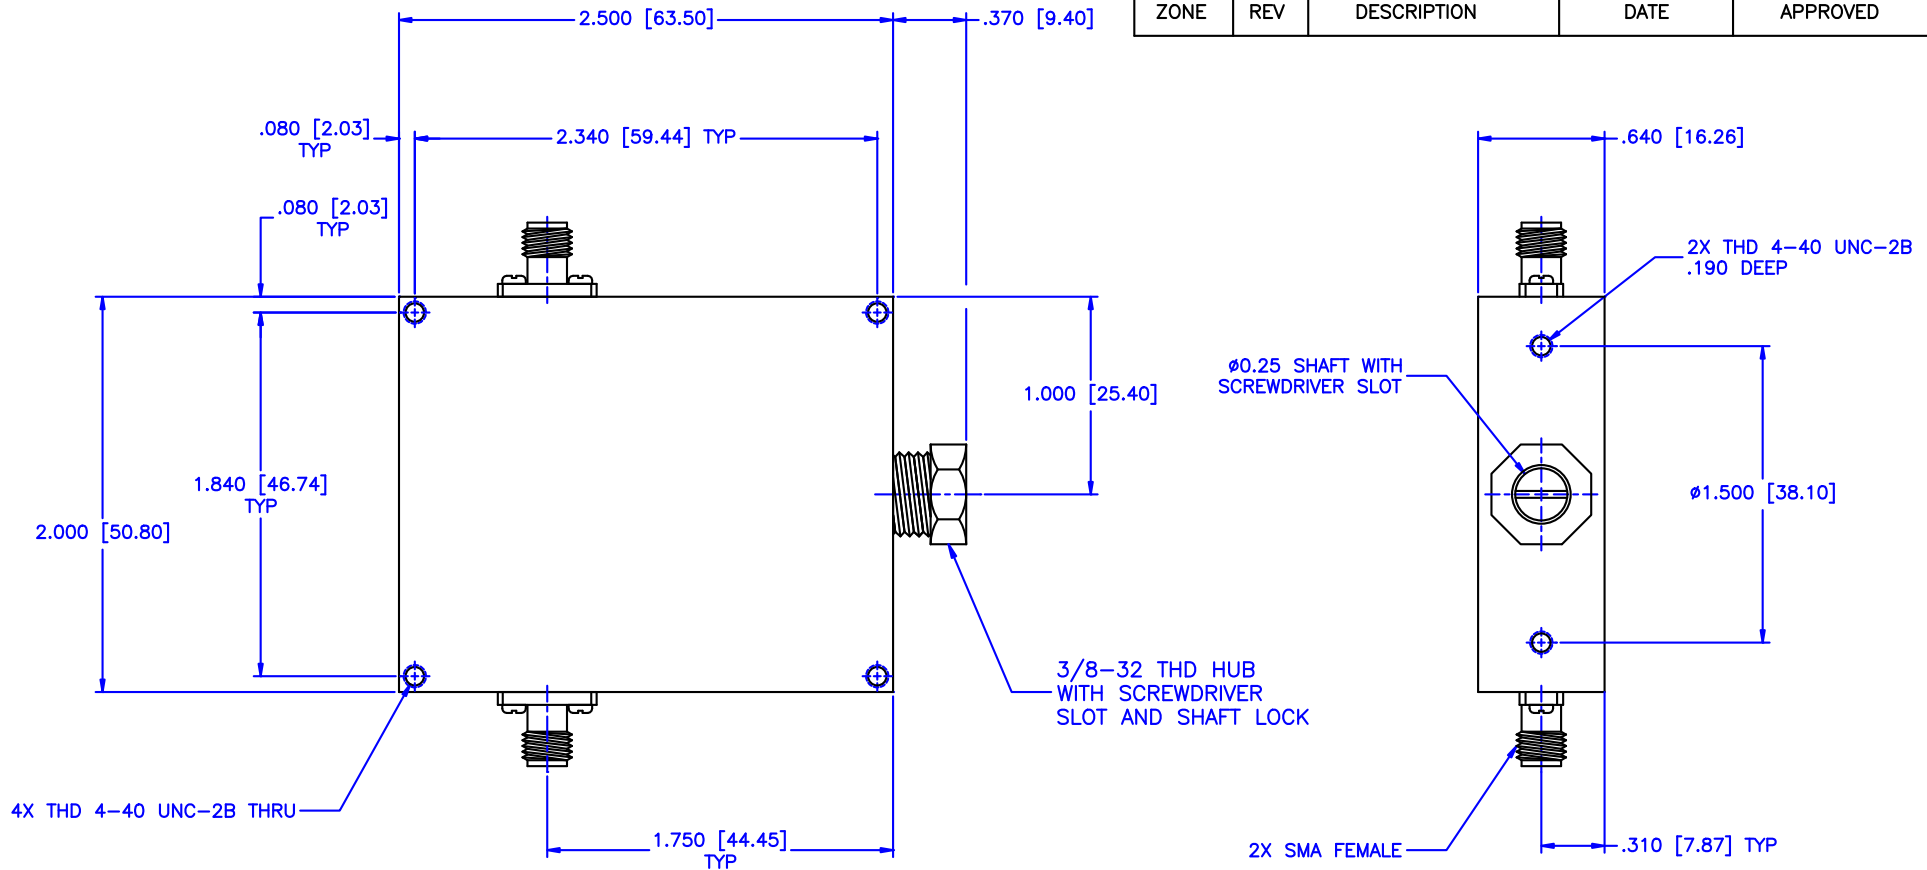 2.500 [63.50]
.370 [9.40]
ZONE REV DESCRIPTION DATE APPROVED
.080 [2.03]
TYP
2.340 [59.44] TYP
.640 [16.26]
.080 [2.03]
TYP
2X THD 4-40 UNC-2B
.190 DEEP
ø0.25 SHAFT WITH
SCREWDRIVER SLOT
1.000 [25.40]
1.840 [46.74]
TYP
ø1.500 [38.10]
2.000 [50.80]
3/8-32 THD HUB
WITH SCREWDRIVER
SLOT AND SHAFT LOCK
4X THD 4-40 UNC-2B THRU
1.750 [44.45]
TYP
2X SMA FEMALE
.310 [7.87] TYP